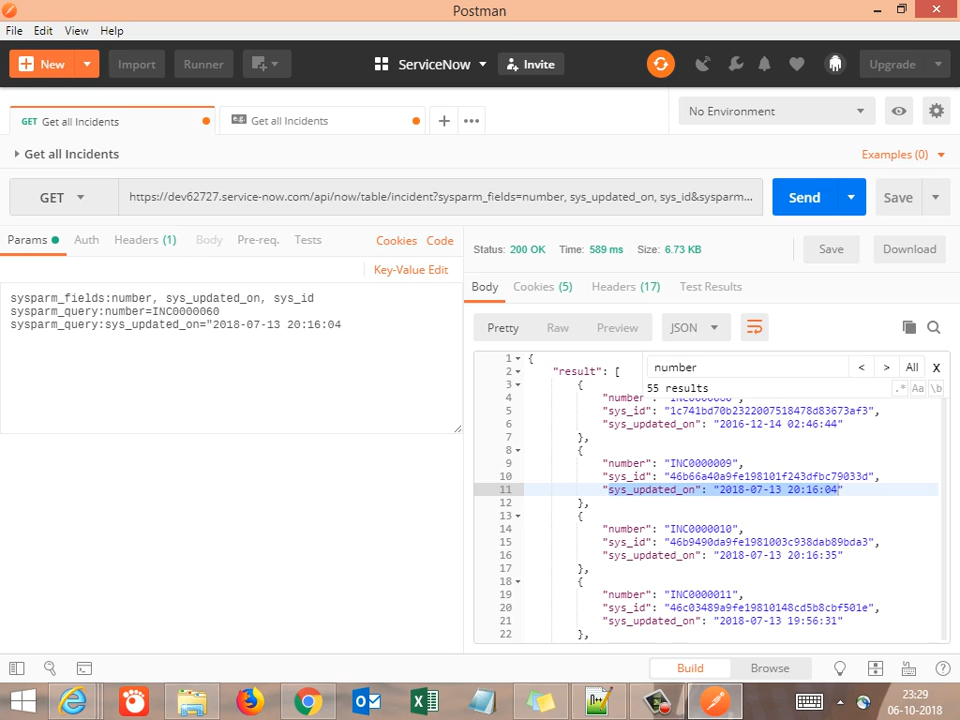 Postman
File Edit View Help
New Import Runner ServiceNow Invite Upgrade
GET Get all Incidents e.g. Get all Incidents No Environment
Get all Incidents Examples (0)
GET https://dev62727.service-now.com/api/now/table/incident?sysparm_fields=number, sys_updated_on, sys_id&sysparm... Send Save
Params Authorization Headers (1) Body Pre-req. Tests Cookies Code
Key-Value Edit
sysparm_fields:number, sys_updated_on, sys_id
sysparm_query:number=INC0000060
sysparm_query:sys_updated_on="2018-07-13 20:16:04
Status: 200 OK Time: 589 ms Size: 6.73 KB Save Download
Body Cookies (5) Headers (17) Test Results
Pretty Raw Preview JSON
number < > All X
55 results .* Aa \b
1 {
2 "result": [
3 {
4 "number": 
5 "sys_id": "1c741bd70b2322007518478d83673af3",
6 "sys_updated_on": "2016-12-14 02:46:44"
7 },
8 {
9 "number": "INC0000009",
10 "sys_id": "46b66a40a9fe198101f243dfbc79033d",
11 "sys_updated_on": "2018-07-13 20:16:04"
12 },
13 {
14 "number": "INC0000010",
15 "sys_id": "46b9490da9fe1981003c938dab89bda3",
16 "sys_updated_on": "2018-07-13 20:16:35"
17 },
18 {
19 "number": "INC0000011",
20 "sys_id": "46c03489a9fe19810148cd5b8cbf501e",
21 "sys_updated_on": "2018-07-13 19:56:31"
22 },
Build Browse
23:29
06-10-2018